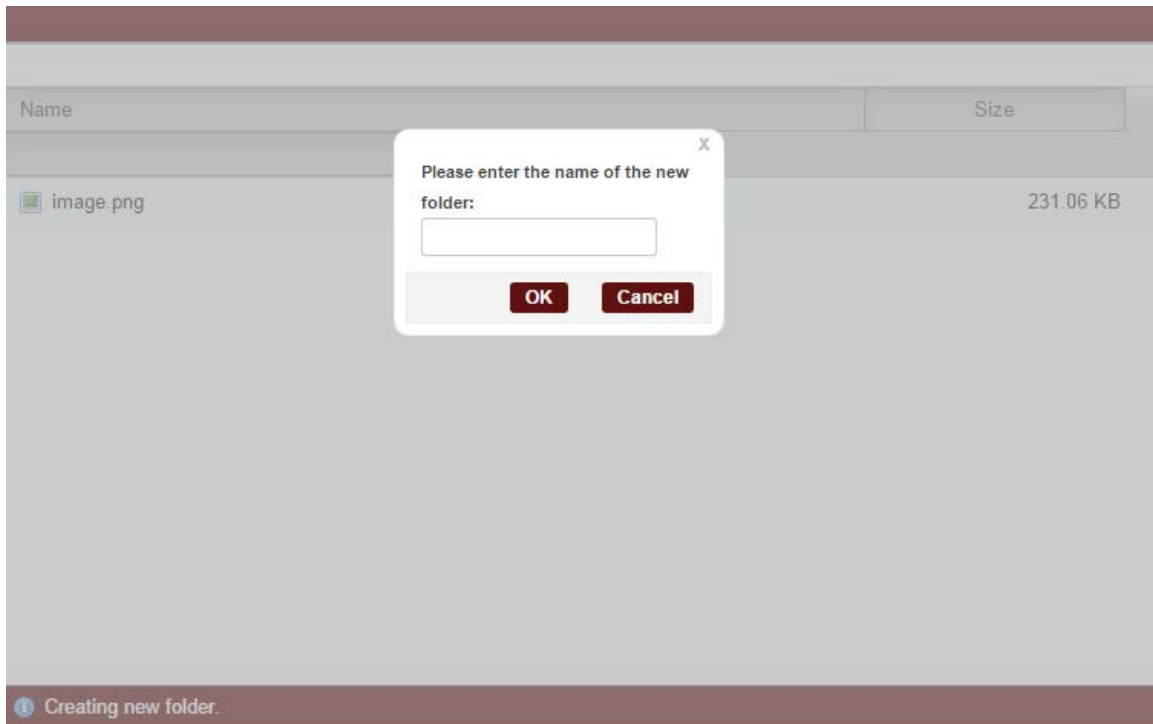 Name Size
x
Please enter the name of the new
folder:
image.png 231.06 KB
OK Cancel
Creating new folder.